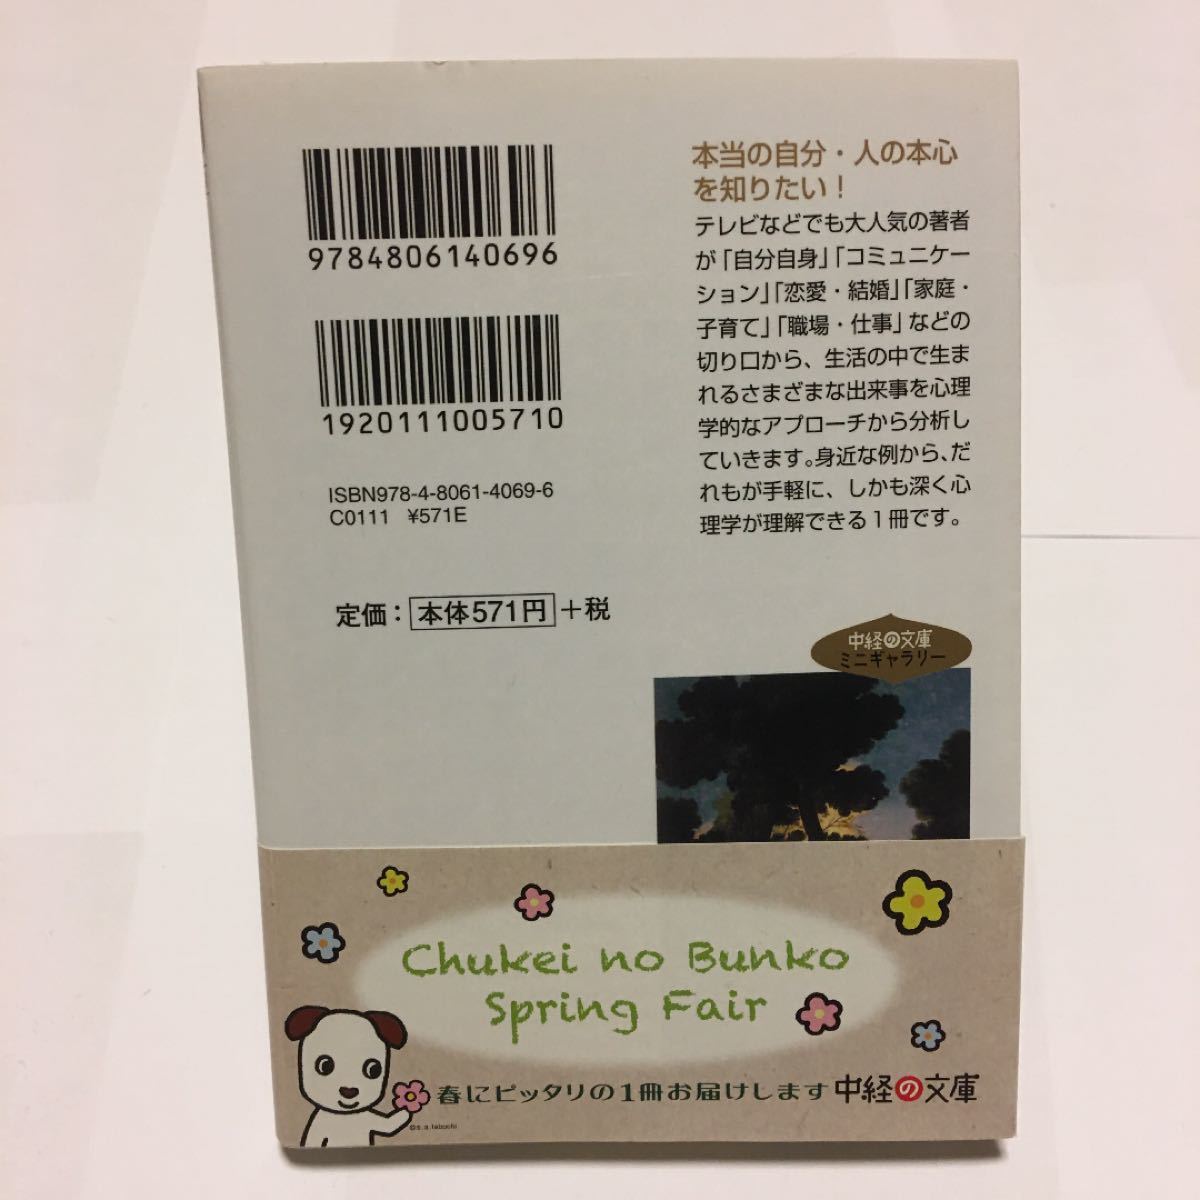 9784806140696
1920111005710
ISBN978-4-8061-4069-6
C0111 ¥571E
定価：本体571円＋税
本当の自分・人の本心
を知りたい！
テレビなどでも大人気の著者
が「自分自身」「コミュニケー
ション」「恋愛・結婚」「家庭・
子育て」「職場・仕事」などの
切り口から、生活の中で生ま
れるさまざまな出来事を心理
学的なアプローチから分析し
ていきます。身近な例から、だ
れもが手軽に、しかも深く心
理学が理解できる1冊です。
中経の文庫
ミニギャラリー
Chukei no Bunko
Spring Fair
春にピッタリの1冊お届けします 中経の文庫
©s.a.tabuchi